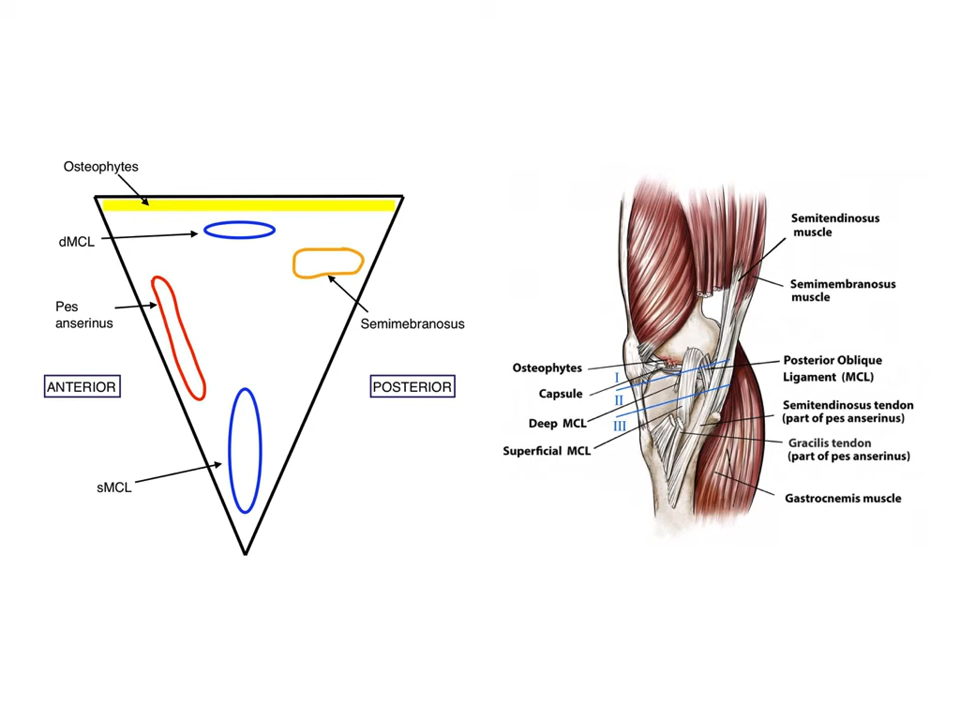 Osteophytes
dMCL
Pes
anserinus
Semimebranosus
ANTERIOR
POSTERIOR
sMCL
Semitendinosus
muscle
Semimembranosus
muscle
Osteophytes
Capsule
Deep MCL
Superficial MCL
I
II
III
Posterior Oblique
Ligament (MCL)
Semitendinosus tendon
(part of pes anserinus)
Gracilis tendon
(part of pes anserinus)
Gastrocnemis muscle